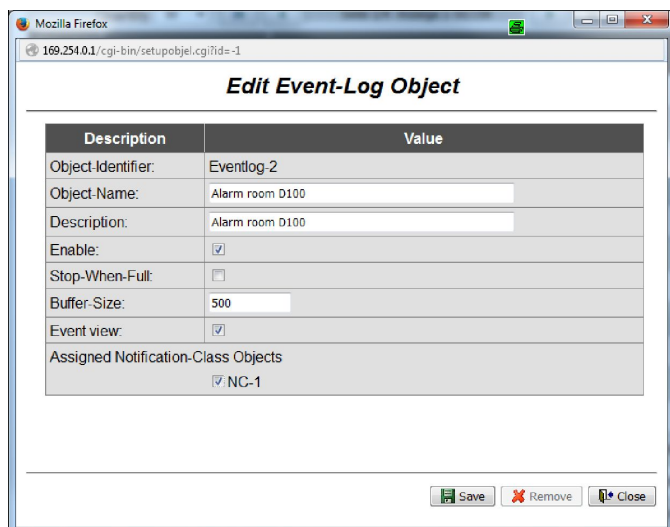 Mozilla Firefox
169.254.0.1/cgi-bin/setupobjel.cgi?id=-1
Edit Event-Log Object
Description Value
Object-Identifier: Eventlog-2
Object-Name: Alarm room D100
Description: Alarm room D100
Enable:
Stop-When-Full:
Buffer-Size: 500
Event view:
Assigned Notification-Class Objects
NC-1
Save Remove Close